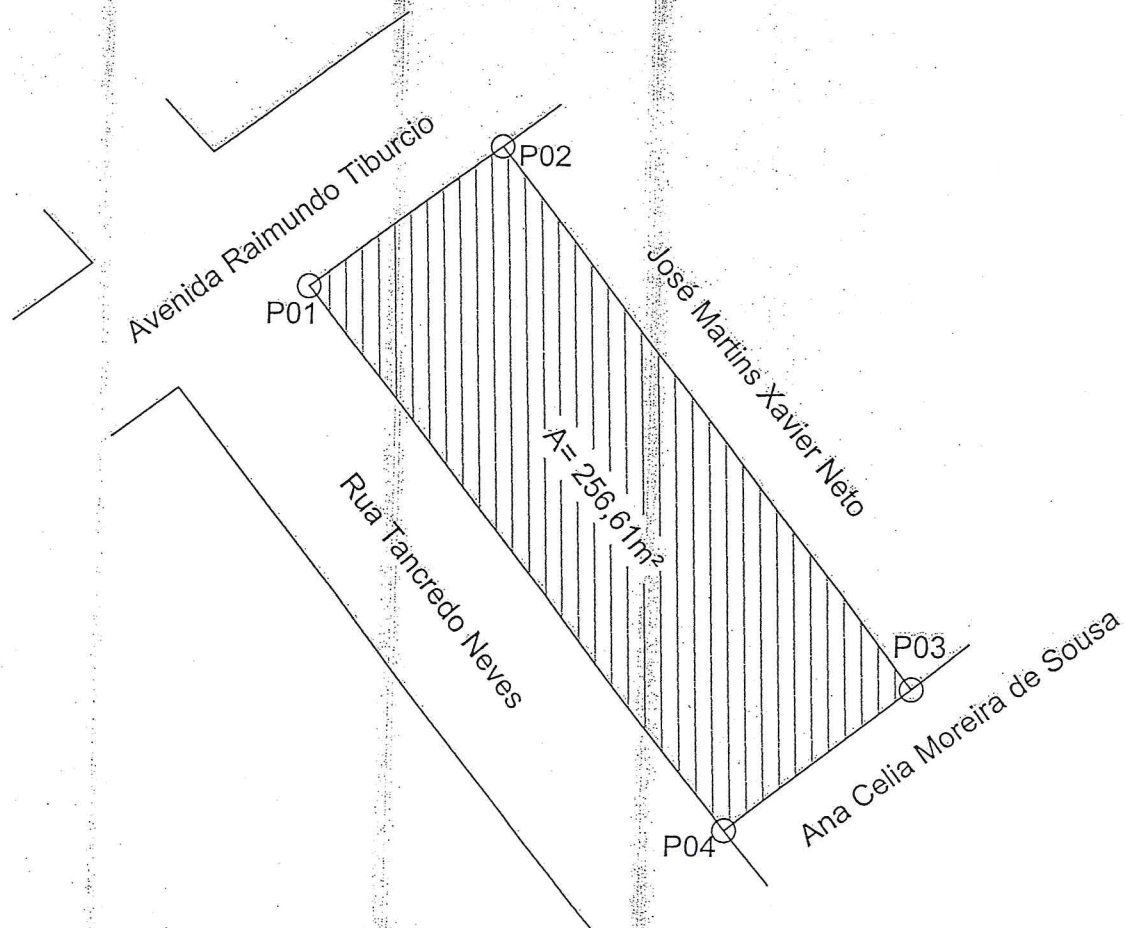 Avenida Raimundo Tiburcio
P02
P01
José Martins Xavier Neto
A= 256,61m²
Rua Tancredo Neves
P03
Ana Celia Moreira de Sousa
P04